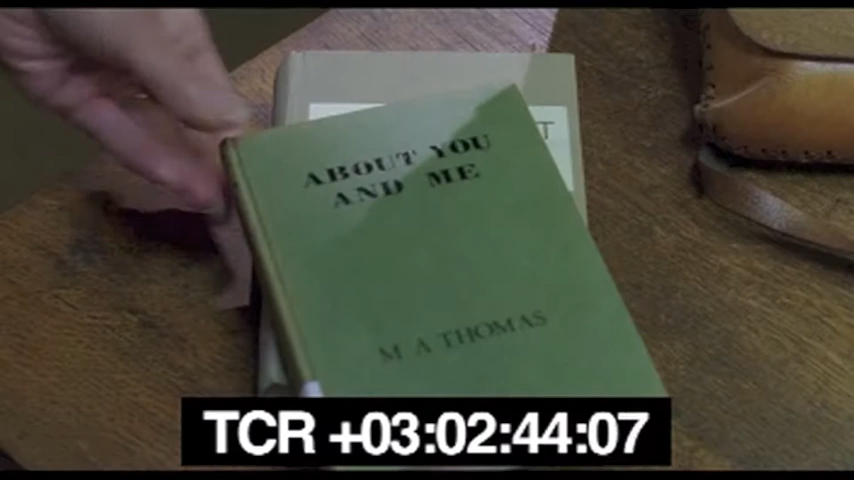 T
ABOUT YOU
AND ME
M A THOMAS
TCR +03:02:44:07